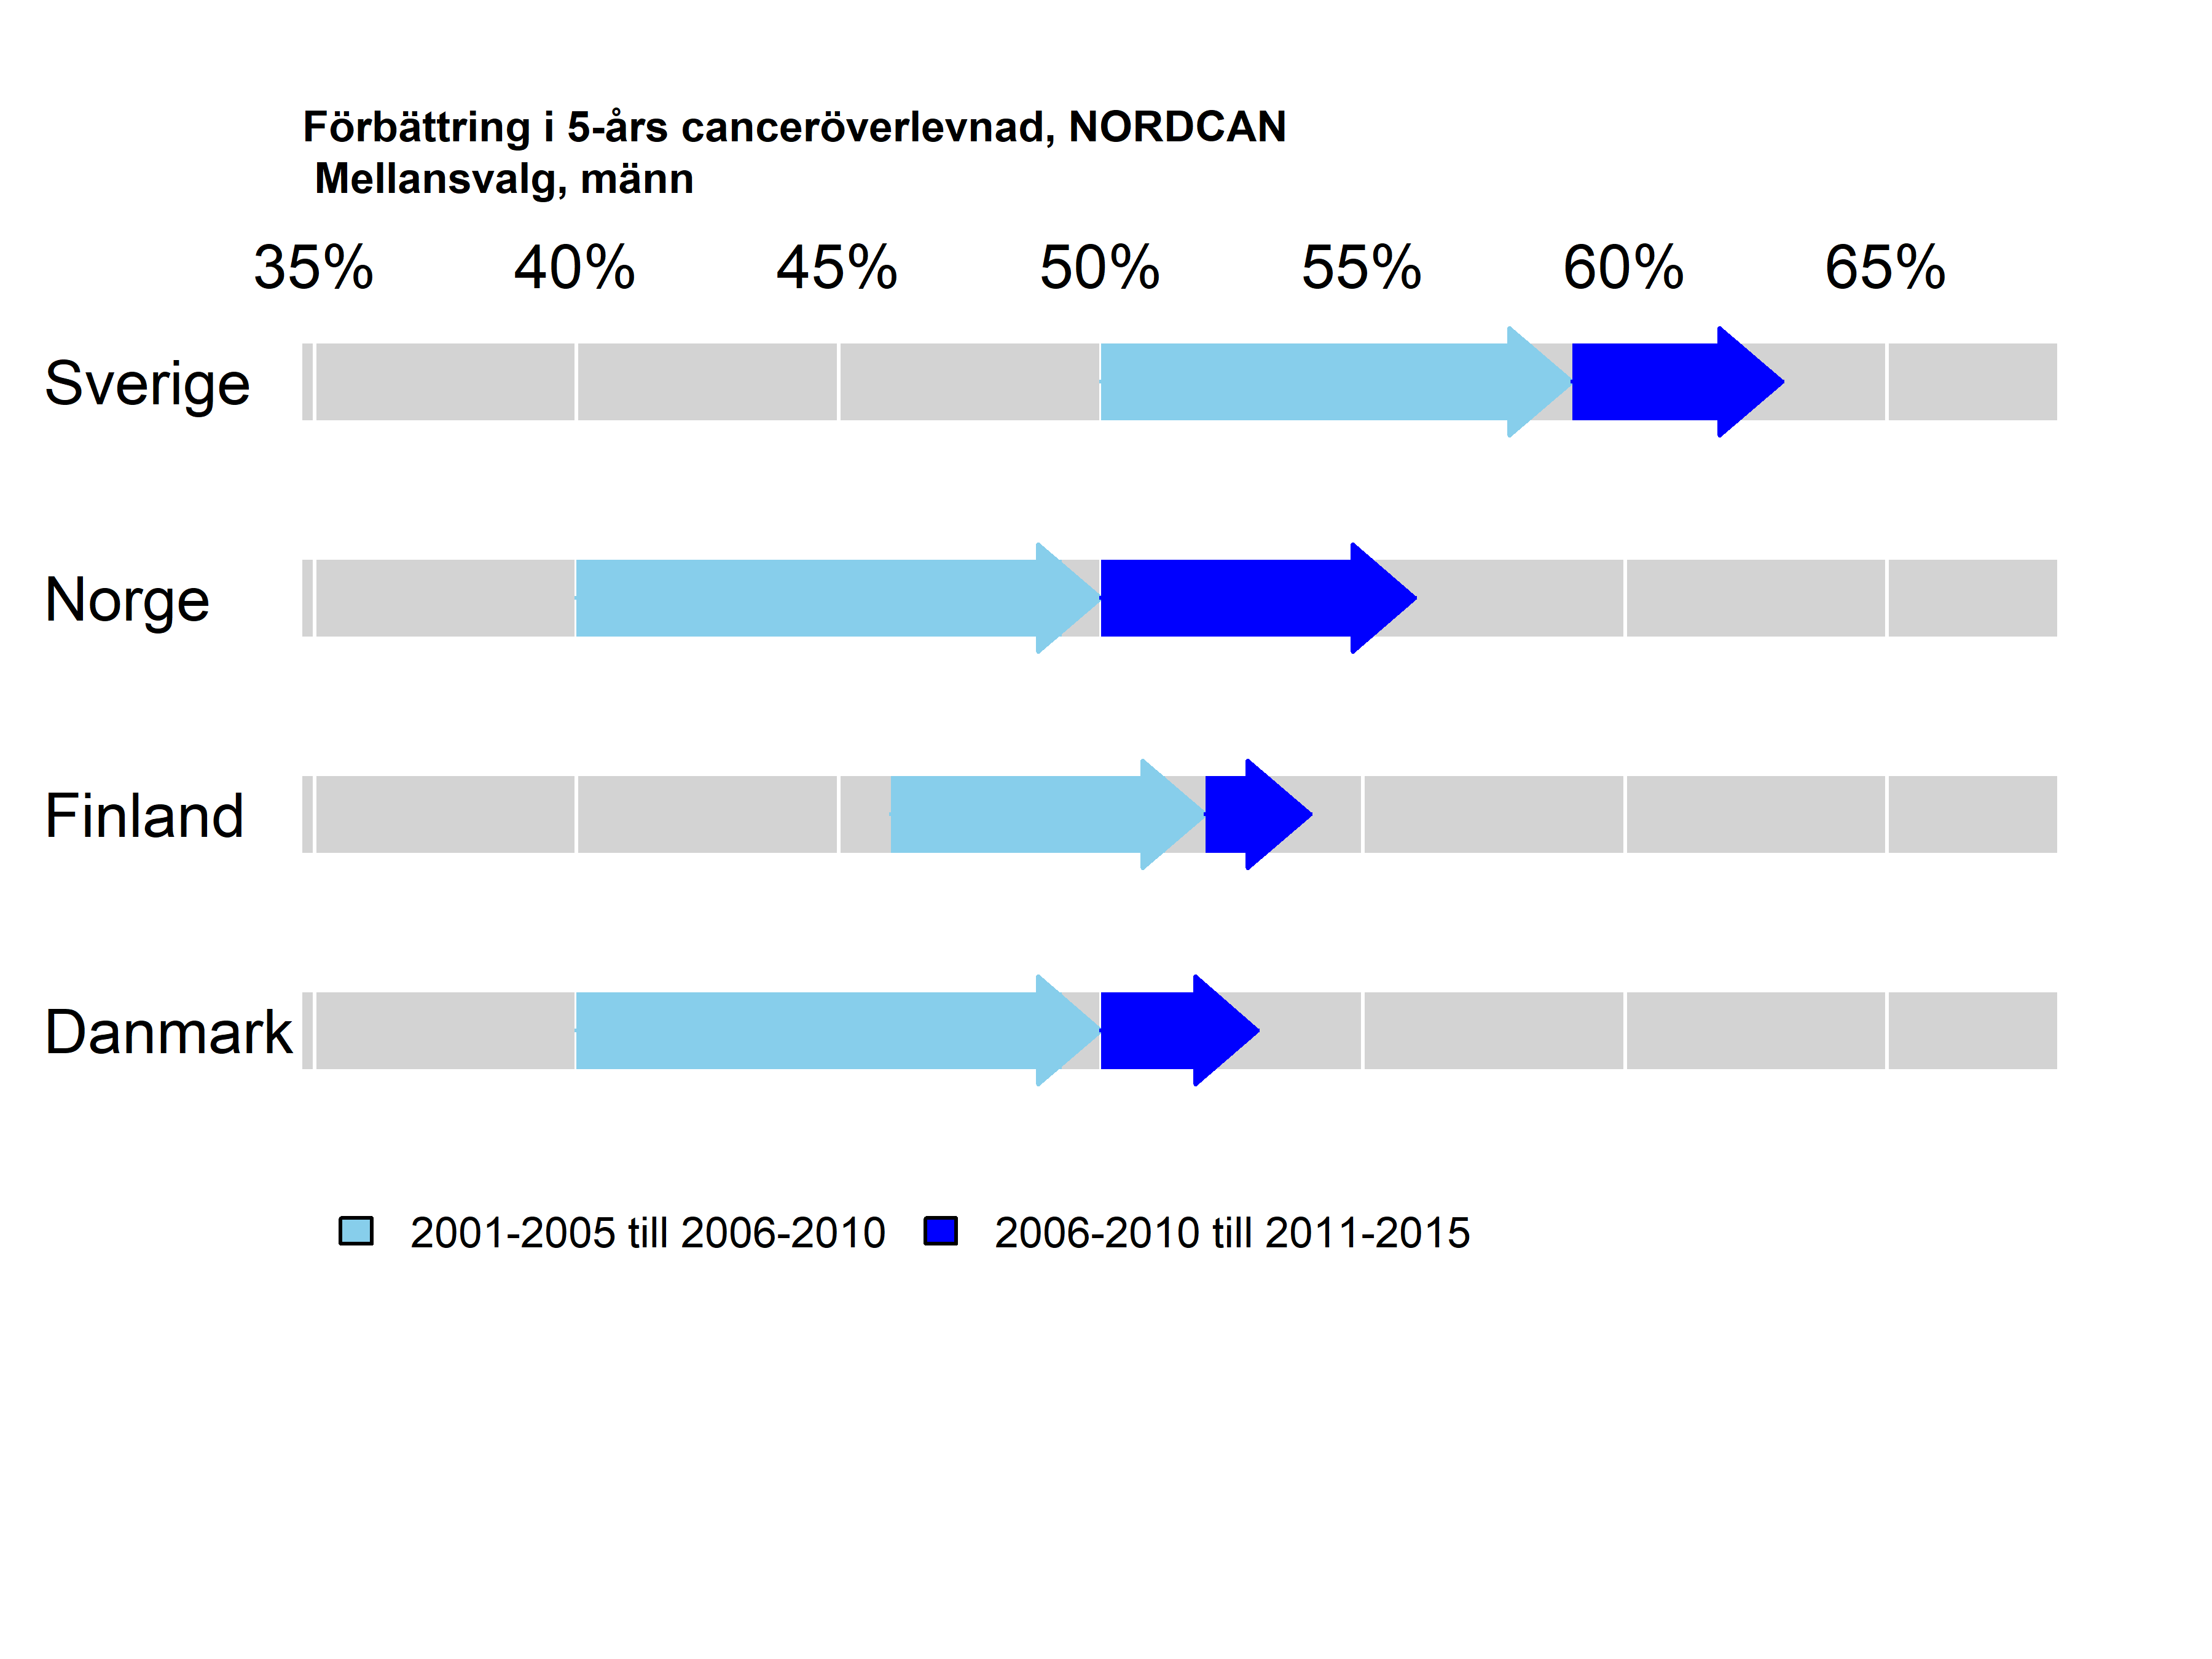 Förbättring i 5-års canceröverlevnad, NORDCAN
Mellansvalg, männ
35% 40% 45% 50% 55% 60% 65%
Sverige
Norge
Finland
Danmark
2001-2005 till 2006-2010 2006-2010 till 2011-2015